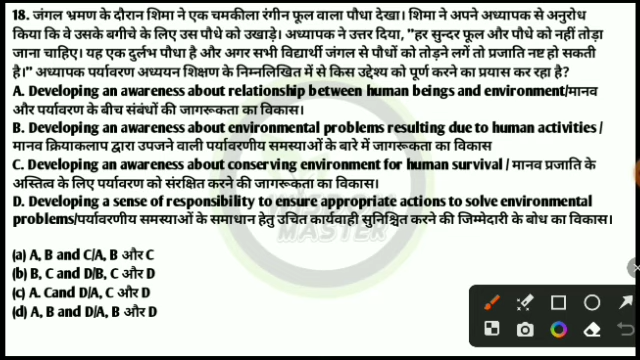 18. जंगल भ्रमण के दौरान शिमा ने एक चमकीला रंगीन फूल वाला पौधा देखा। शिमा ने अपने अध्यापक से अनुरोध
किया कि वे उसके बगीचे के लिए उस पौधे को उखाड़े। अध्यापक ने उत्तर दिया, "हर सुन्दर फूल और पौधे को नहीं तोड़ा
जाना चाहिए। यह एक दुर्लभ पौधा है और अगर सभी विद्यार्थी जंगल से पौधों को तोड़ने लगें तो प्रजाति नष्ट हो सकती
है।" अध्यापक पर्यावरण अध्ययन शिक्षण के निम्नलिखित में से किस उद्देश्य को पूर्ण करने का प्रयास कर रहा है?
A. Developing an awareness about relationship between human beings and environment/मानव
और पर्यावरण के बीच संबंधों की जागरूकता का विकास।
B. Developing an awareness about environmental problems resulting due to human activities /
मानव क्रियाकलाप द्वारा उपजने वाली पर्यावरणीय समस्याओं के बारे में जागरूकता का विकास
C. Developing an awareness about conserving environment for human survival / मानव प्रजाति के
अस्तित्व के लिए पर्यावरण को संरक्षित करने की जागरूकता का विकास।
D. Developing a sense of responsibility to ensure appropriate actions to solve environmental
problems/पर्यावरणीय समस्याओं के समाधान हेतु उचित कार्यवाही सुनिश्चित करने की जिम्मेदारी के बोध का विकास।
MASTER
(a) A, B and C/A, B और C
(b) B, C and D/B, C और D
(c) A. Cand D/A, C और D
(d) A, B and D/A, B और D